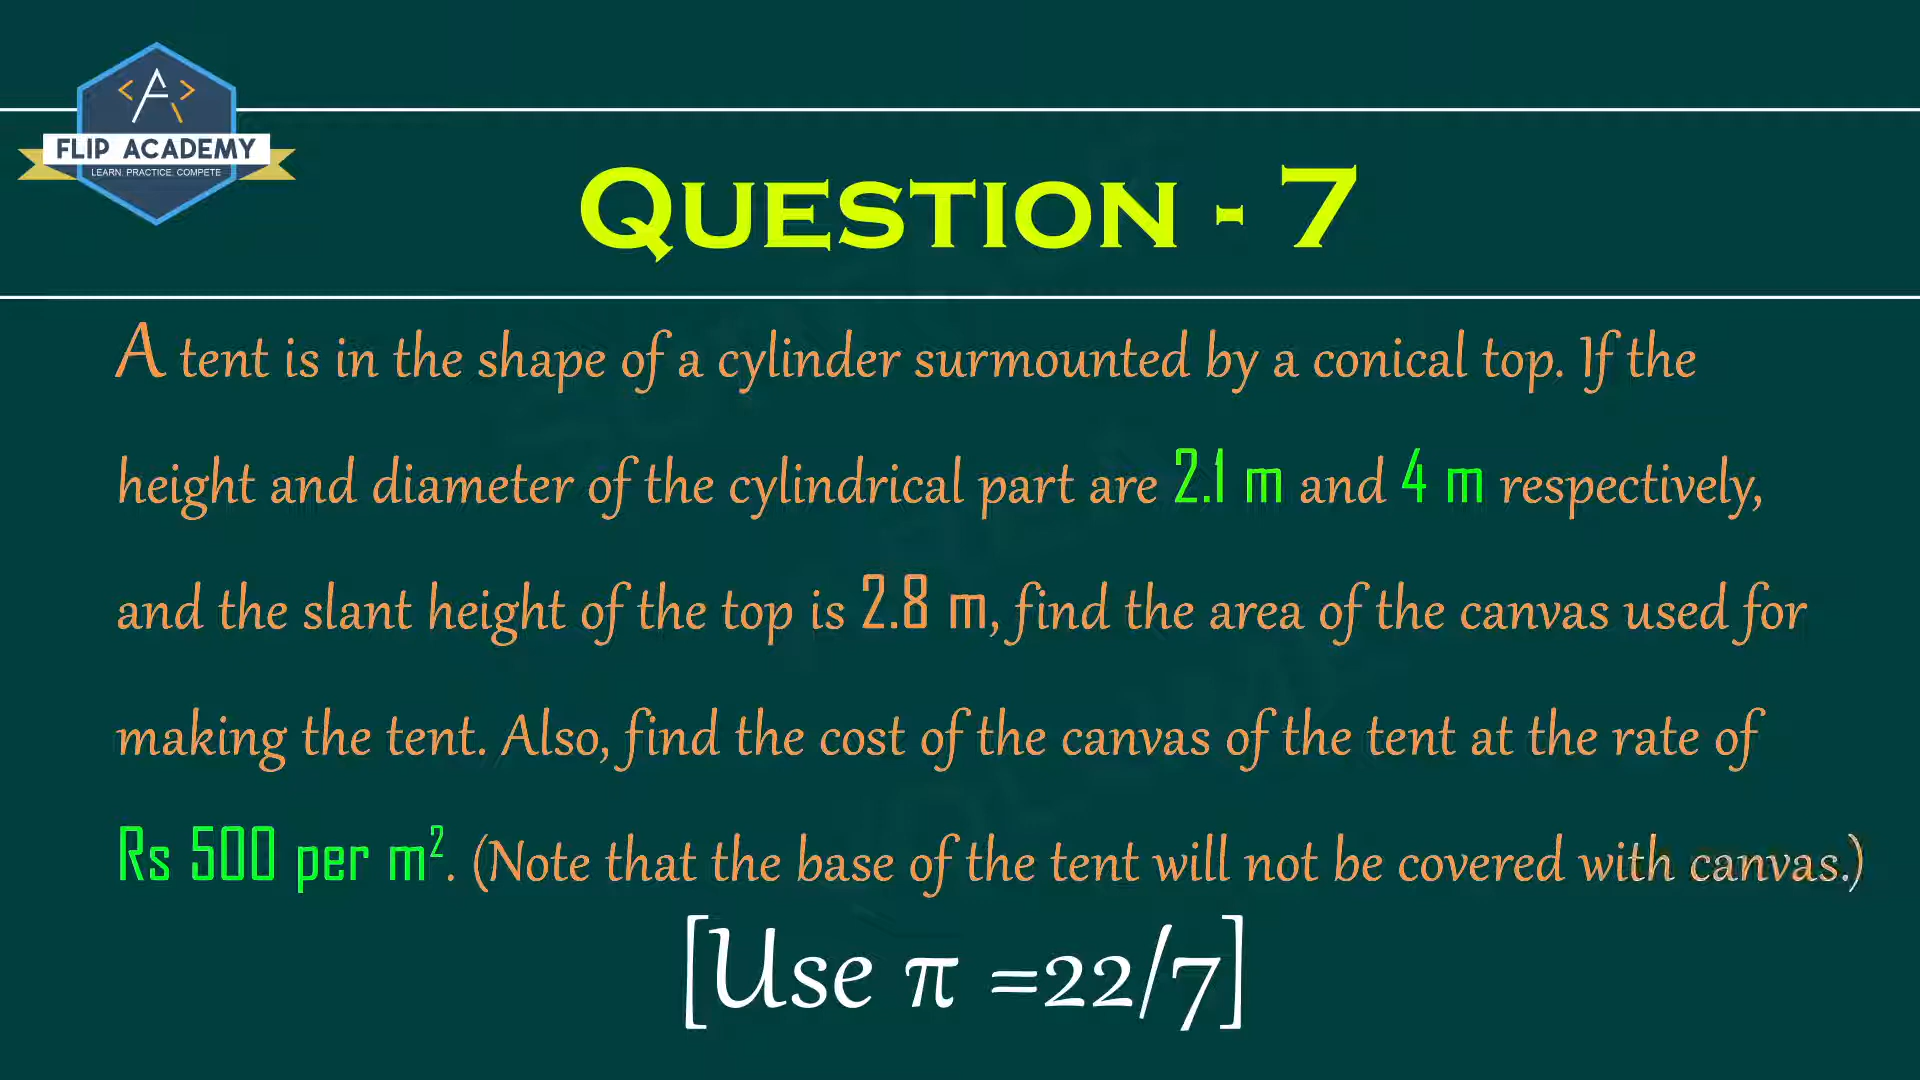 FLIP ACADEMY
LEARN. PRACTICE. COMPETE
QUESTION - 7
A tent is in the shape of a cylinder surmounted by a conical top. If the
height and diameter of the cylindrical part are 2.1 m and 4 m respectively,
and the slant height of the top is 2.8 m, find the area of the canvas used for
making the tent. Also, find the cost of the canvas of the tent at the rate of
Rs 500 per m². (Note that the base of the tent will not be covered with canvas.)
[Use π =22/7]